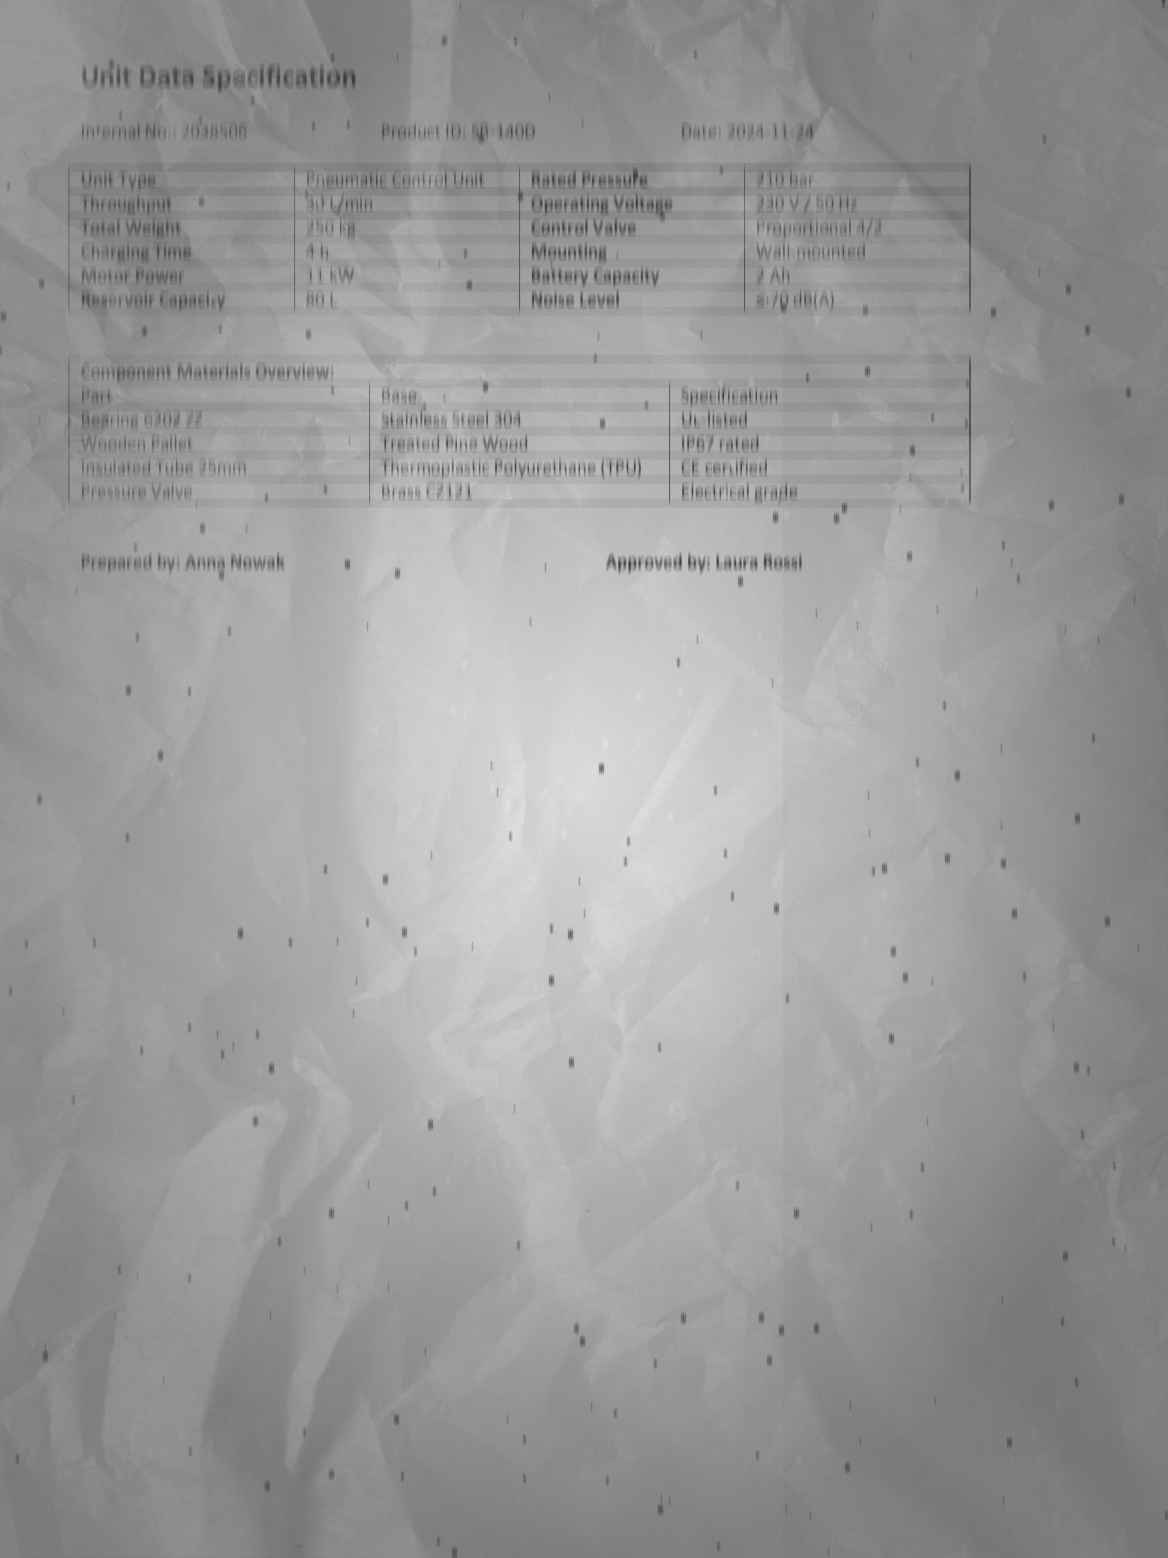 Unit Data Specification
Internal No.: 2038506 Product ID: Date: 2024-11-24
Unit Type Pneumatic Control Unit Rated Pressure 210 bar
Throughput L/min Operating Voltage 230 V / 50 Hz
Total Weight 250 kg Control Valve Proportional 4/2
Charging Time 4 h Mounting Wall-mounted
Motor Power 11 kW Battery Capacity 2 Ah
Reservoir Capacity 80 L Noise Level dB(A)
Component Materials Overview:
Part Base Specification
Bearing 6202 ZZ Stainless Steel 304 UL listed
Wooden Pallet Treated Pine Wood IP67 rated
Insulated Tube 25mm Thermoplastic Polyurethane (TPU) CE certified
Pressure Valve Brass CZ121 Electrical grade
Prepared by: Anna Nowak Approved by: Laura Rossi